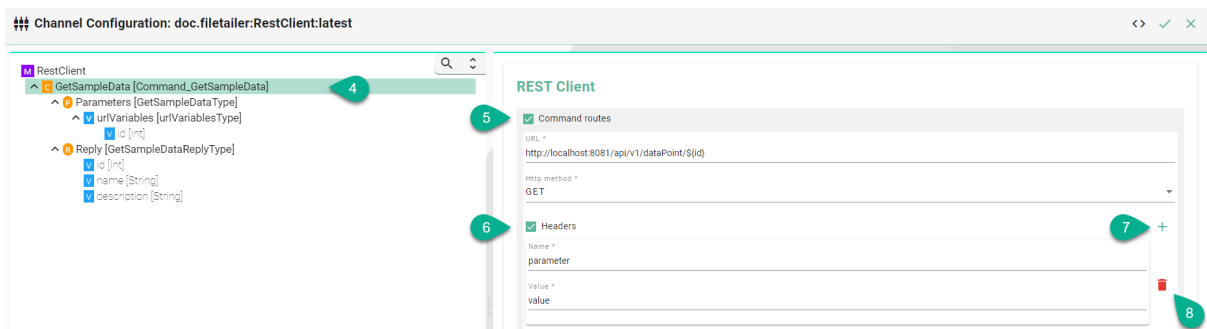 Channel Configuration: doc.filetailer:RestClient:latest
M RestClient
C GetSampleData [Command_GetSampleData]
4
P Parameters [GetSampleDataType]
V urlVariables [urlVariablesType]
V id [Int]
R Reply [GetSampleDataReplyType]
V id [Int]
V name [String]
V description [String]
REST Client
5
Command routes
URL *
http://localhost:8081/api/v1/dataPoint/${id}
Http method *
GET
6
Headers
7
+
Name *
parameter
Value *
value
8